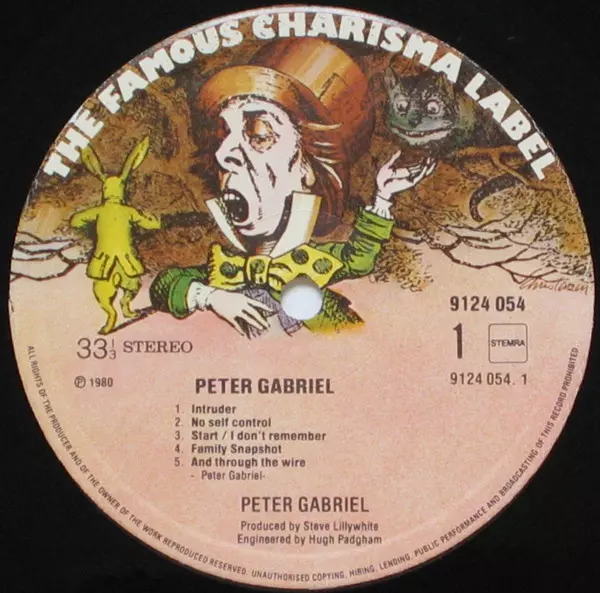 THE FAMOUS CHARISMA LABEL
9124 054
33 1/3 STEREO
1
STEMRA
℗ 1980
9124 054. 1
PETER GABRIEL
1. Intruder
2. No self control
3. Start / I don't remember
4. Family Snapshot
5. And through the wire
- Peter Gabriel-
PETER GABRIEL
Produced by Steve Lillywhite
Engineered by Hugh Padgham
ALL RIGHTS OF THE PRODUCER AND OF THE OWNER OF THE WORK REPRODUCED RESERVED. UNAUTHORISED COPYING, HIRING, LENDING, PUBLIC PERFORMANCE AND BROADCASTING OF THIS RECORD PROHIBITED